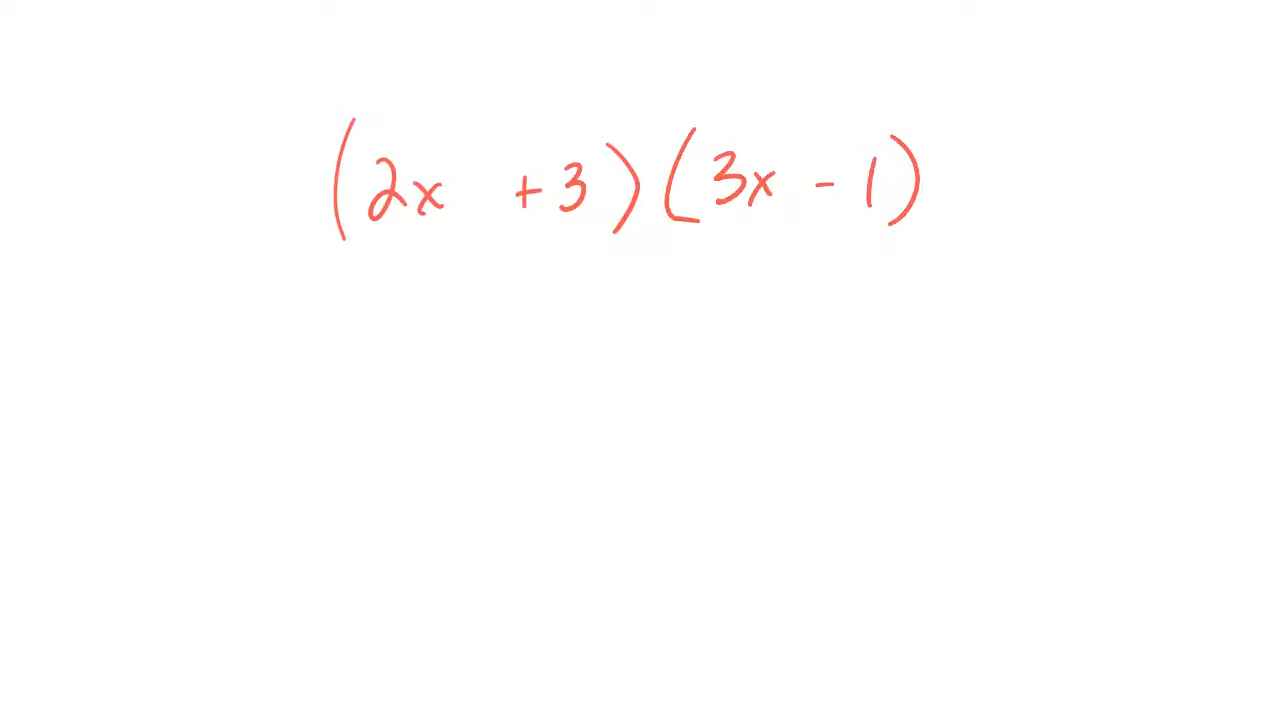 (2x +3)(3x - 1)